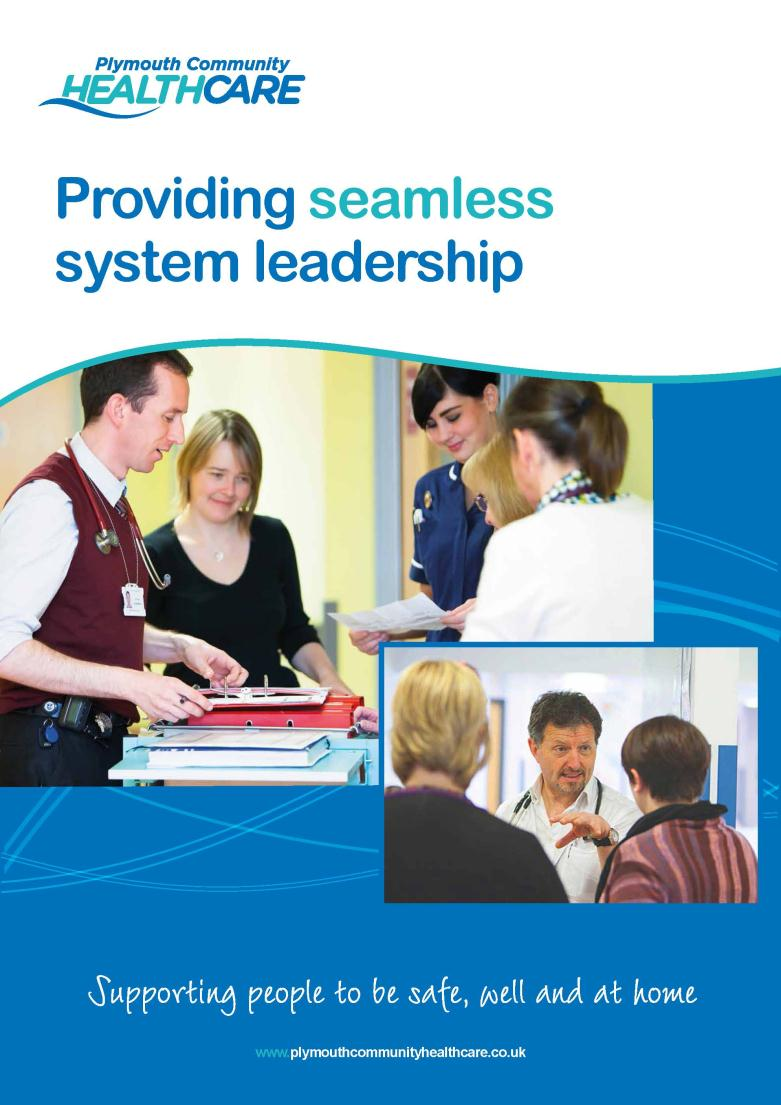 Plymouth Community
HEALTHCARE
Providing seamless
system leadership
Supporting people to be safe, well and at home
www.plymouthcommunityhealthcare.co.uk